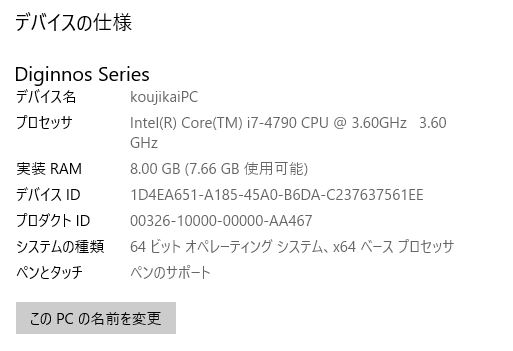 デバイスの仕様
Diginnos Series
デバイス名 koujikaiPC
プロセッサ Intel(R) Core(TM) i7-4790 CPU @ 3.60GHz 3.60
GHz
実装 RAM 8.00 GB (7.66 GB 使用可能)
デバイス ID 1D4EA651-A185-45A0-B6DA-C237637561EE
プロダクト ID 00326-10000-00000-AA467
システムの種類 64 ビット オペレーティング システム、x64 ベース プロセッサ
ペンとタッチ ペンのサポート
この PC の名前を変更